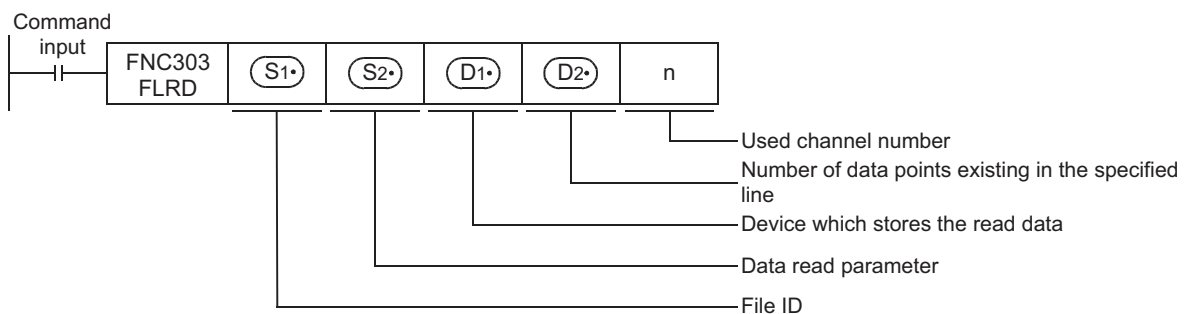 Command
input
FNC303
FLRD
S1•
S2•
D1•
D2•
n
Used channel number
Number of data points existing in the specified
line
Device which stores the read data
Data read parameter
File ID